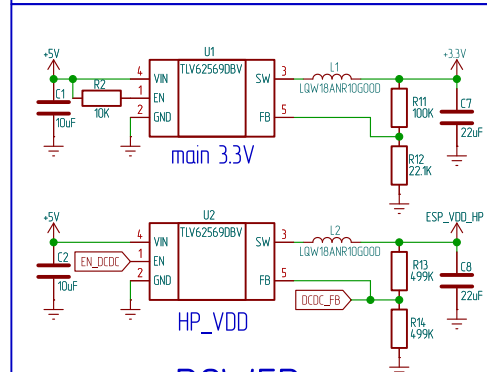 +5V
U1
TLV62569DBV
L1
+3.3V
4
VIN
SW
3
LQW18ANR10G00D
C1
R2
1
EN
R11
100K
C7
10uF
10K
2
GND
FB
5
22uF
main 3.3V
R12
22.1K
+5V
U2
TLV62569DBV
L2
ESP_VDD_HP
4
VIN
SW
3
LQW18ANR10G00D
C2
EN_DCDC
1
EN
R13
499K
C8
10uF
2
GND
FB
5
DCDC_FB
22uF
HP_VDD
R14
499K
POWER